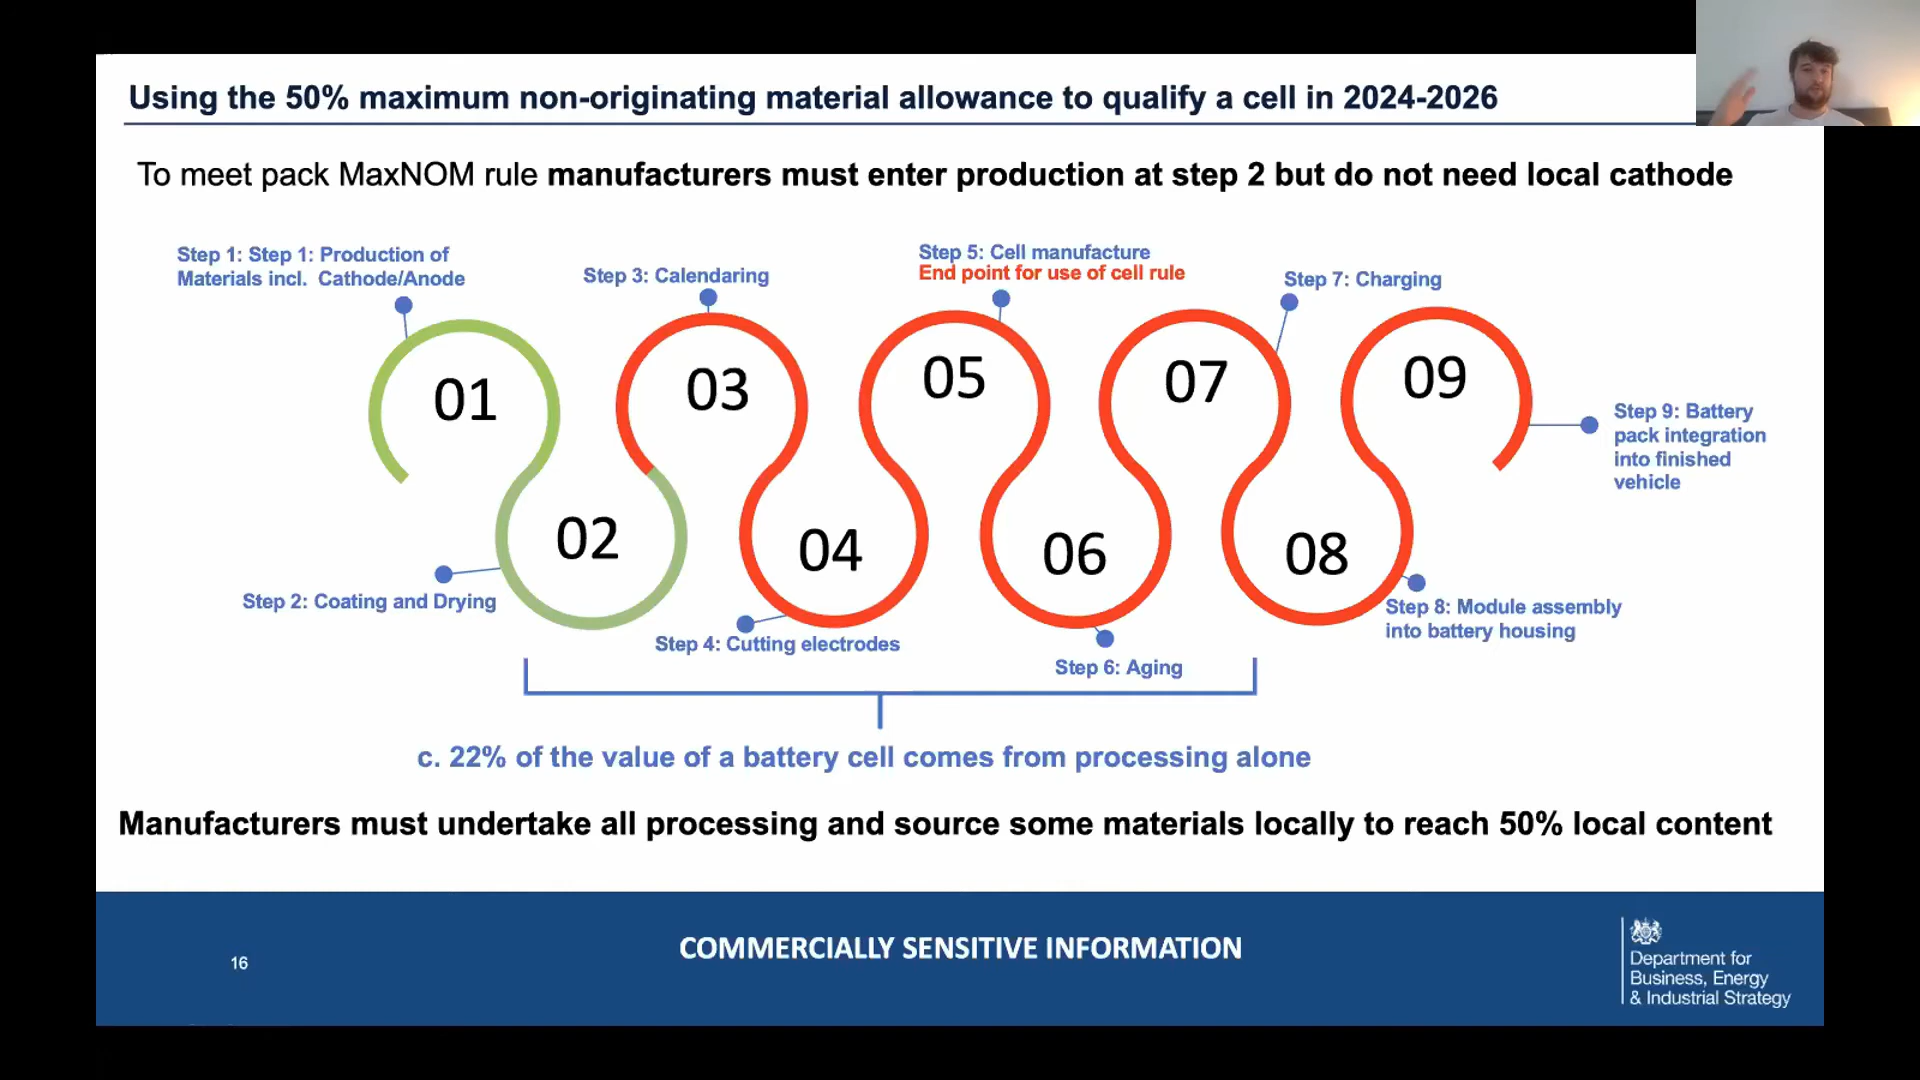 Using the 50% maximum non-originating material allowance to qualify a cell in 2024-2026
To meet pack MaxNOM rule manufacturers must enter production at step 2 but do not need local cathode
Step 1: Step 1: Production of
Materials incl. Cathode/Anode
Step 3: Calendaring
Step 5: Cell manufacture
End point for use of cell rule
Step 7: Charging
01
03
05
07
09
Step 9: Battery
pack integration
into finished
vehicle
02
04
06
08
Step 2: Coating and Drying
Step 4: Cutting electrodes
Step 6: Aging
Step 8: Module assembly
into battery housing
c. 22% of the value of a battery cell comes from processing alone
Manufacturers must undertake all processing and source some materials locally to reach 50% local content
16
COMMERCIALLY SENSITIVE INFORMATION
Department for
Business, Energy
& Industrial Strategy